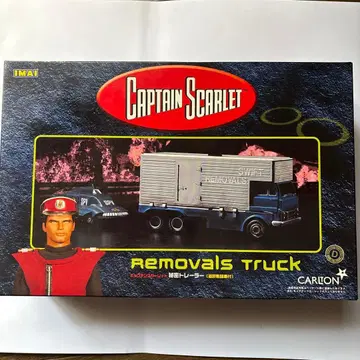 IMAI
CAPTAIN SCARLET
SWIFT
REMOVALS
Removals Truck
CARLTON